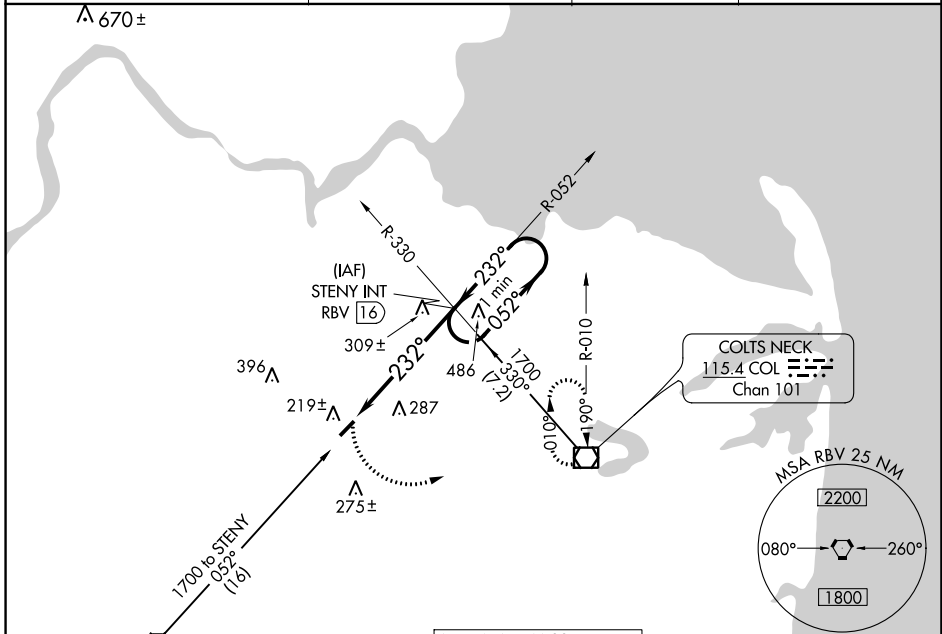 670±
R-052
R-330
232°
(IAF)
STENY INT
RBV 16
1 min
052°
309±
R-010
486
1700
330°
(7.2)
COLTS NECK
115.4 COL
Chan 101
232°
396
219±
287
010°
190°
275±
MSA RBV 25 NM
2200
080°
260°
1800
1700 to STENY
052°
(16)